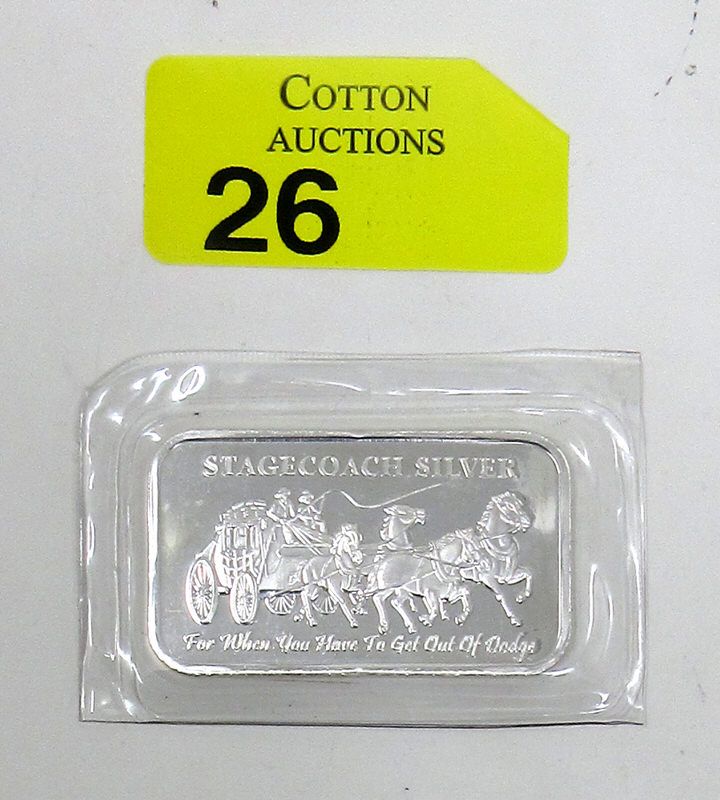 COTTON
AUCTIONS
26
STAGECOACH SILVER
For When You Have To Get Out Of Dodge